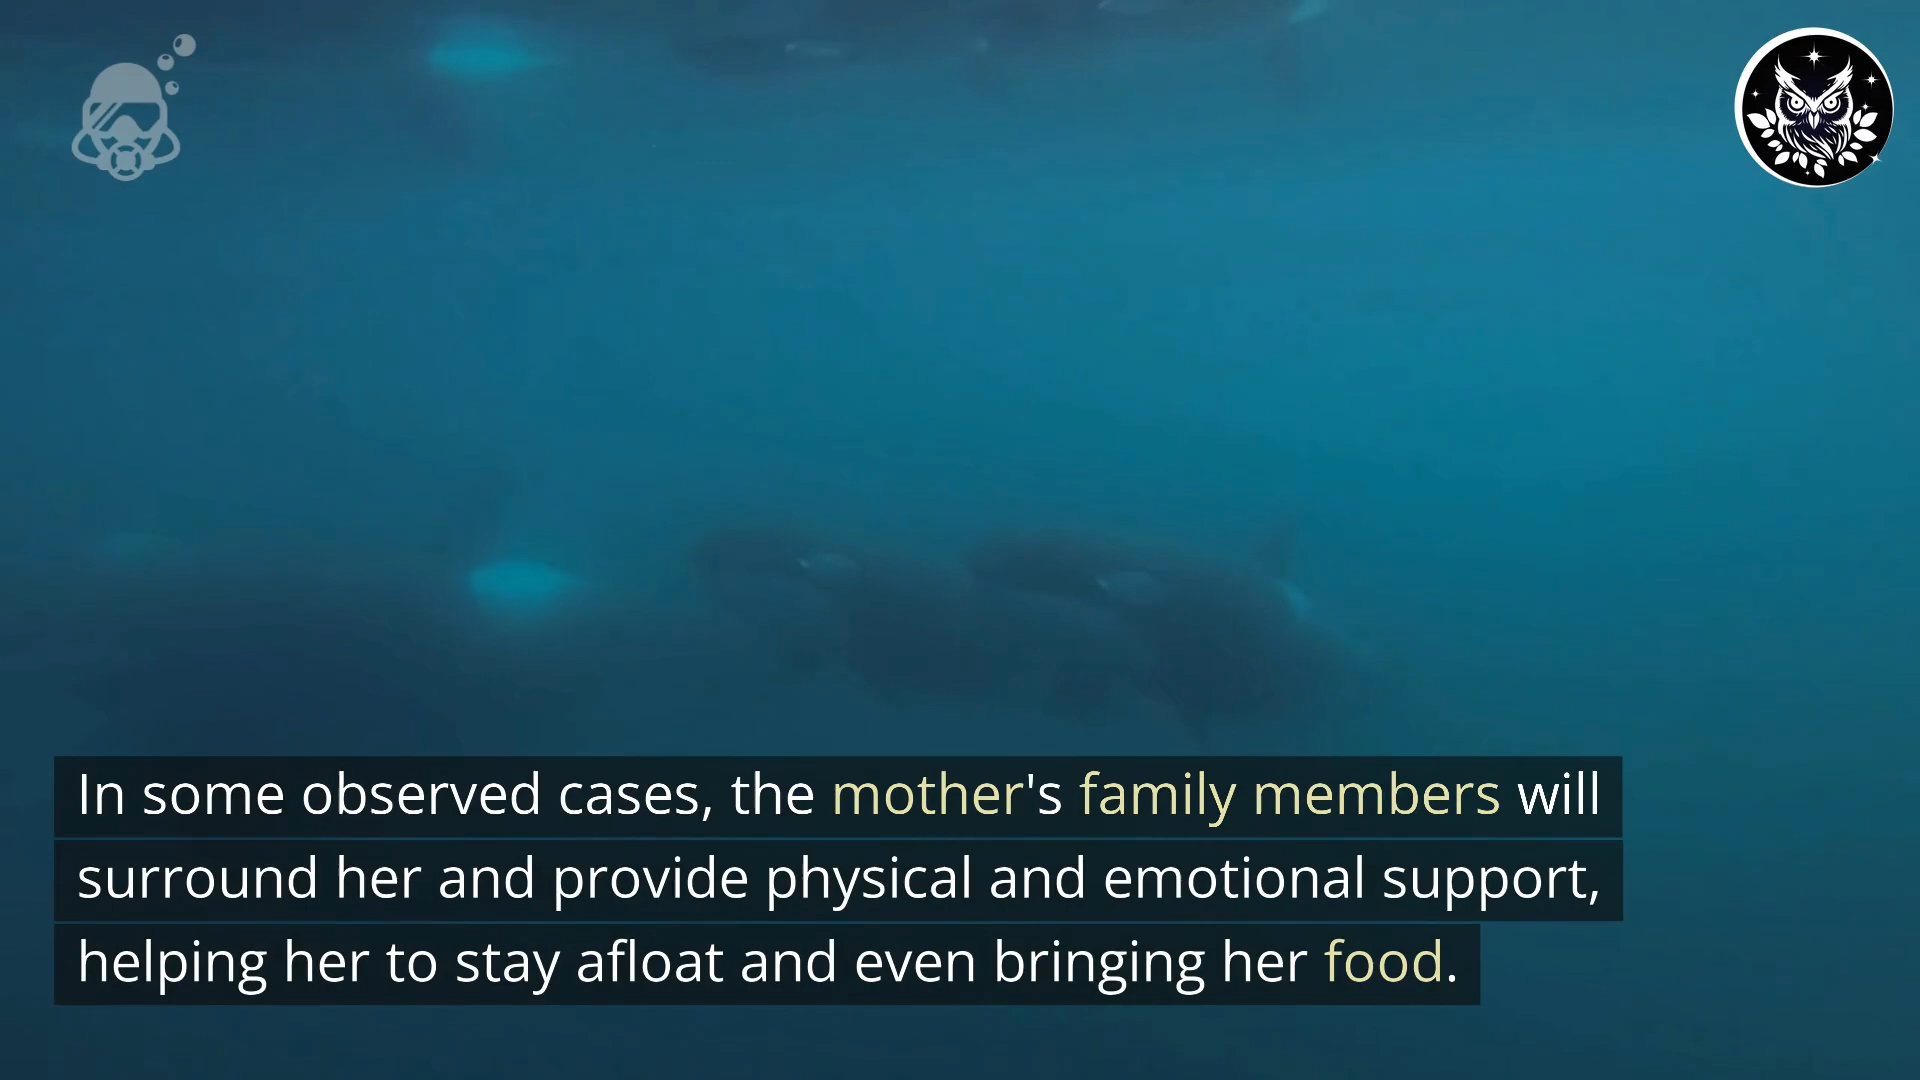 In some observed cases, the mother's family members will
surround her and provide physical and emotional support,
helping her to stay afloat and even bringing her food.